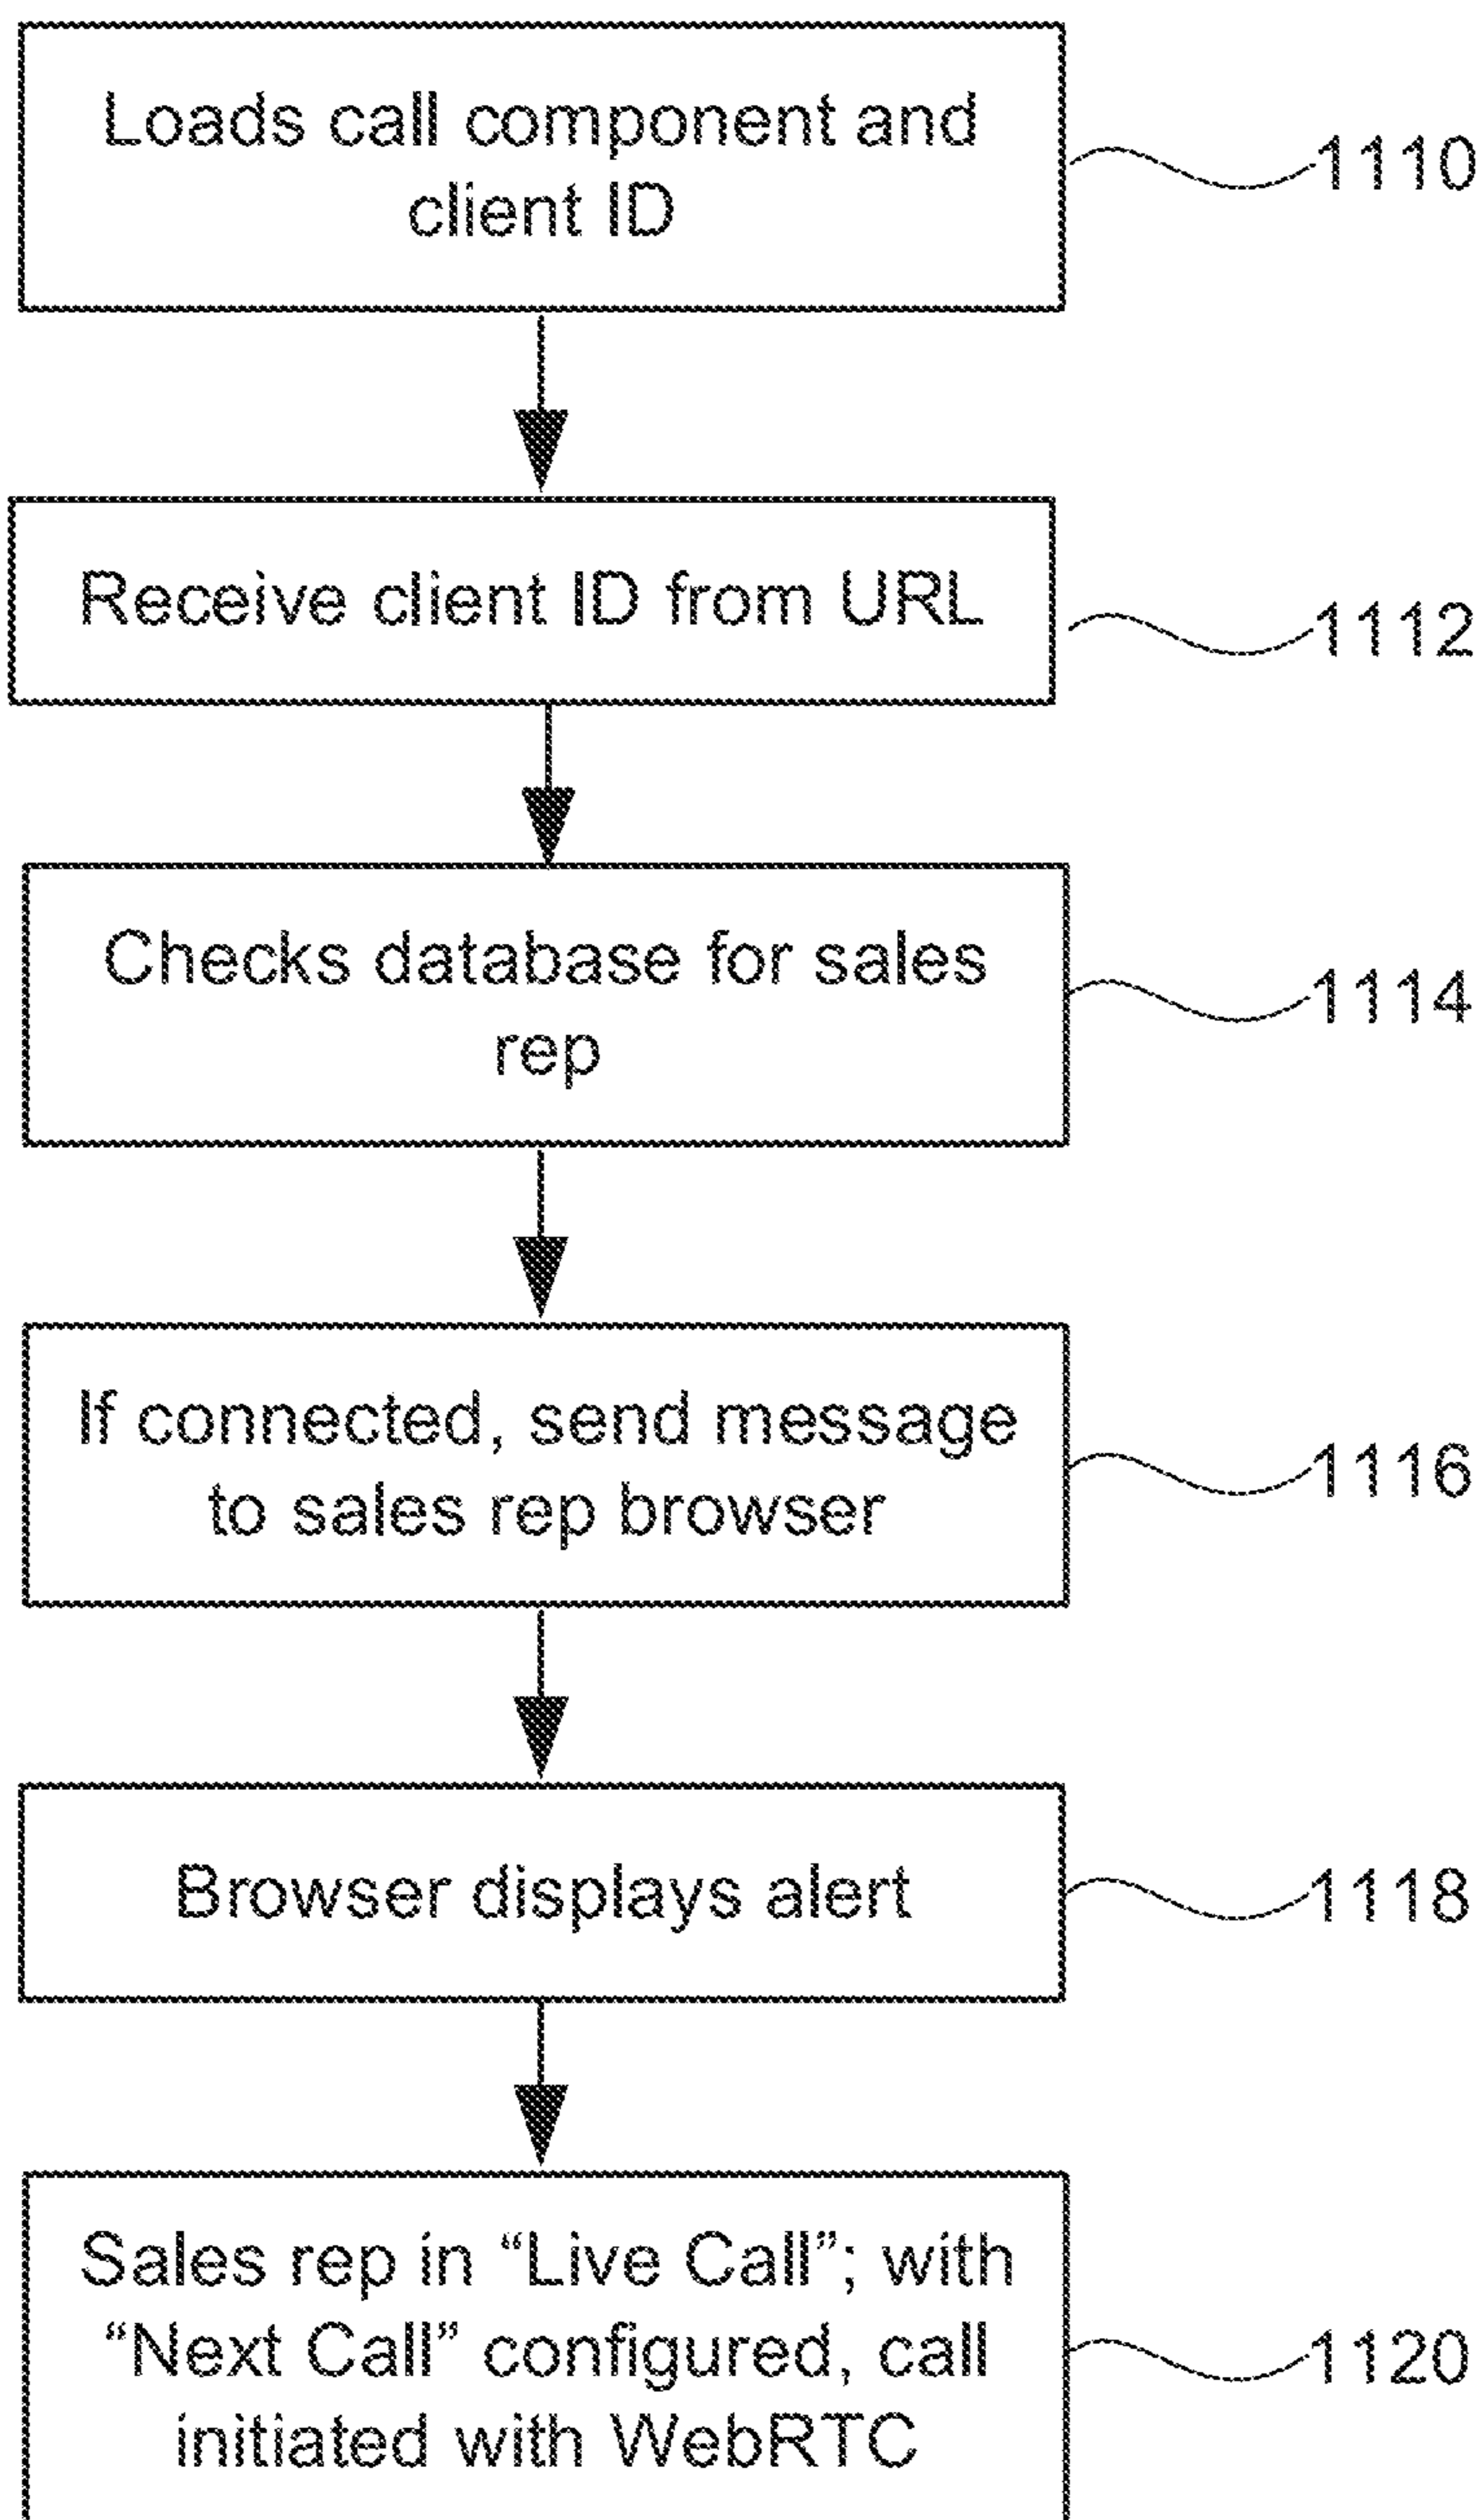 Loads call component and
client ID
1110
Receive client ID from URL
1112
Checks database for sales
rep
1114
If connected, send message
to sales rep browser
1116
Browser displays alert
1118
Sales rep in “Live Call”; with
“Next Call” configured, call
initiated with WebRTC
1120